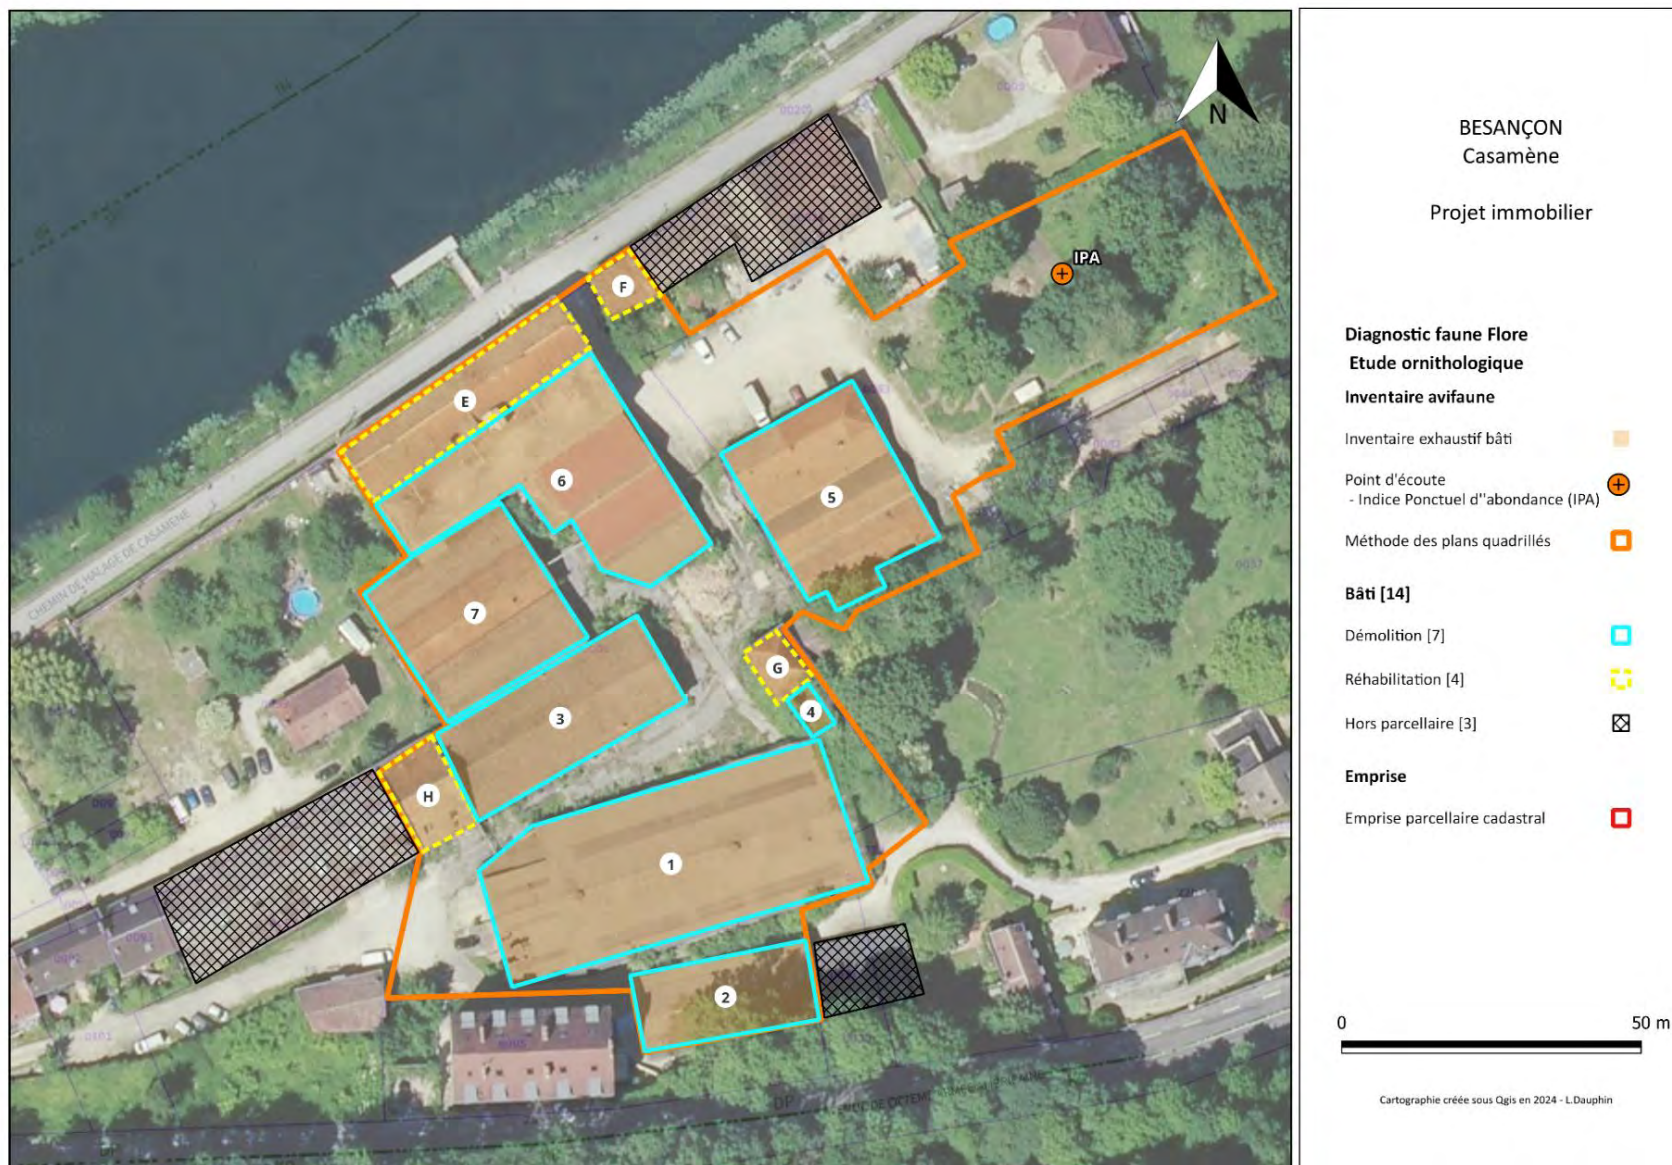 BESANÇON
Casamène
Projet immobilier
Diagnostic faune Flore
Etude ornithologique
Inventaire avifaune
Inventaire exhaustif bâti
Point d'écoute
- Indice Ponctuel d''abondance (IPA)
Méthode des plans quadrillés
Bâti [14]
Démolition [7]
Réhabilitation [4]
Hors parcellaire [3]
Emprise
Emprise parcellaire cadastral
0 50 m
Cartographie créée sous Qgis en 2024 - L.Dauphin
N
IPA
F
E
6
5
7
G
4
3
H
1
2
CHEMIN DE HALAGE DE CASAMENE
0009
0037
DP